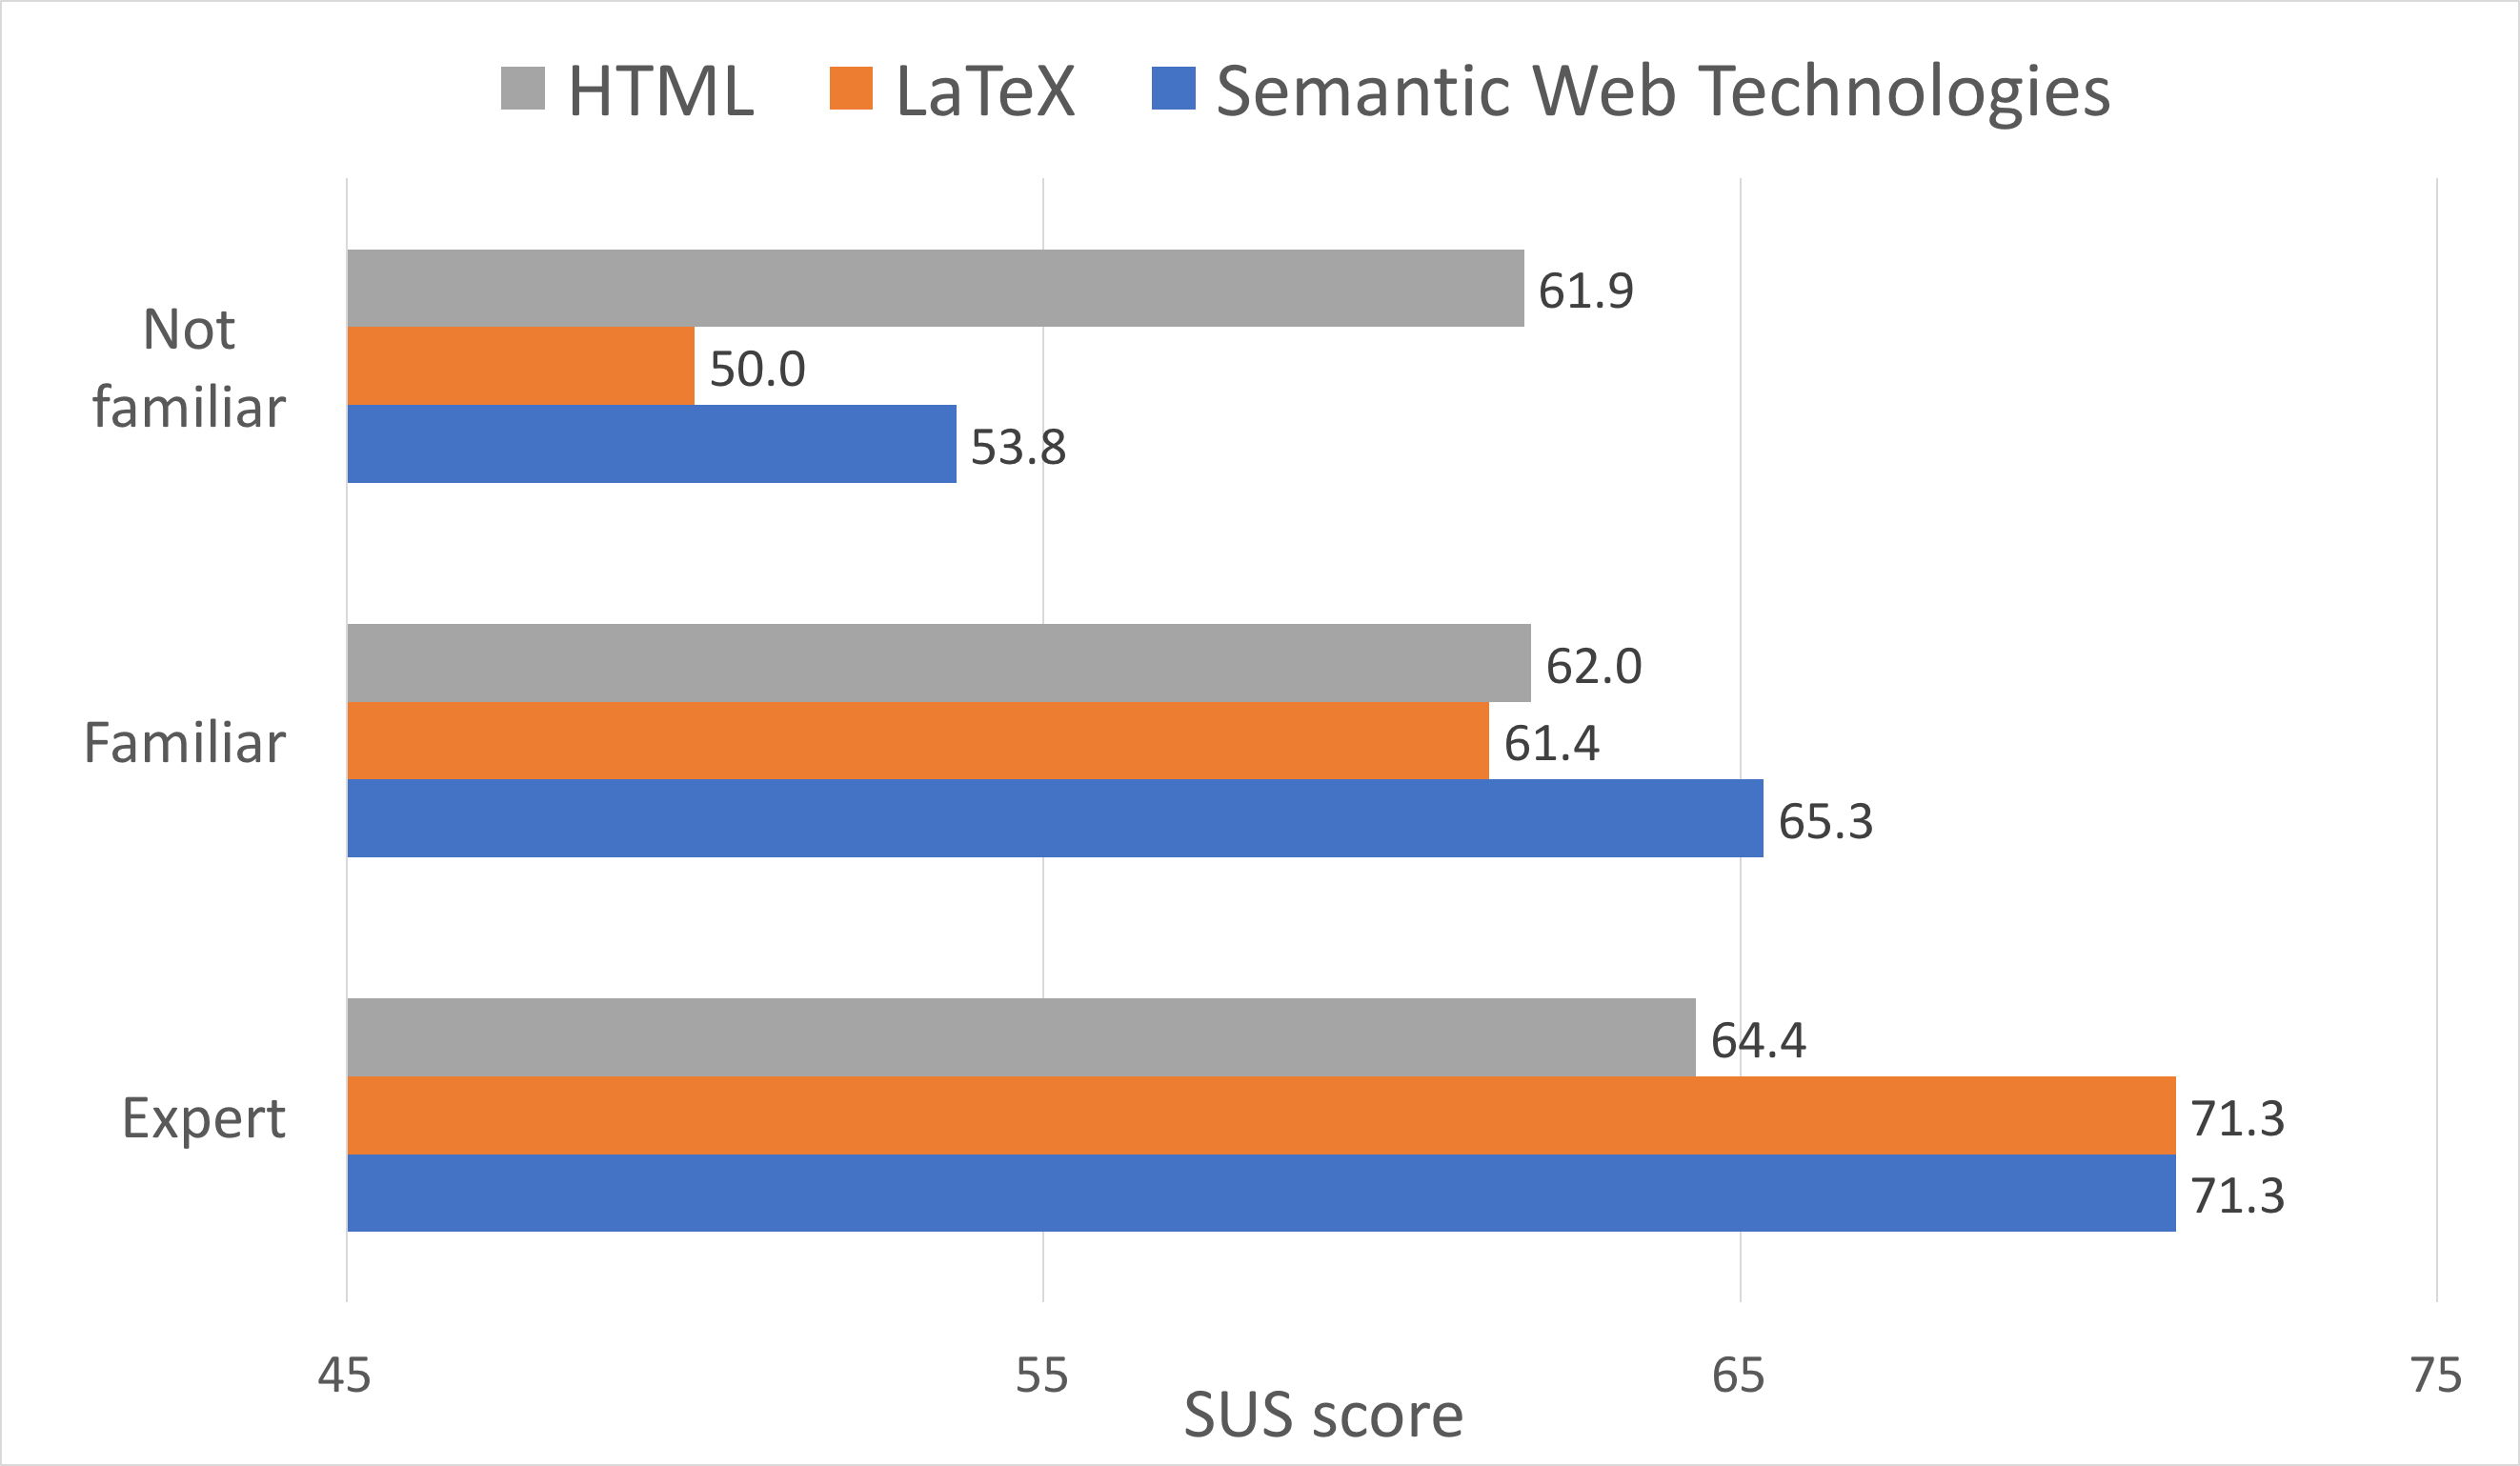 HTML LaTeX Semantic Web Technologies
Not
familiar
61.9
50.0
53.8
Familiar
62.0
61.4
65.3
Expert
64.4
71.3
71.3
45 55 65 75
SUS score